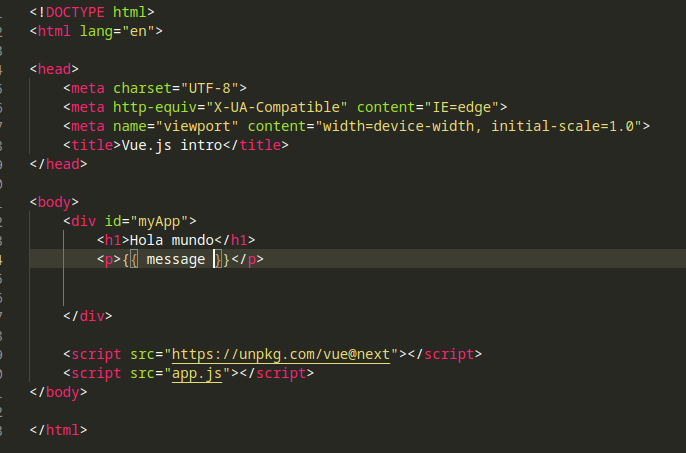 <!DOCTYPE html>
<html lang="en">
<head>
<meta charset="UTF-8">
<meta http-equiv="X-UA-Compatible" content="IE=edge">
<meta name="viewport" content="width=device-width, initial-scale=1.0">
<title>Vue.js intro</title>
</head>
<body>
<div id="myApp">
<h1>Hola mundo</h1>
<p>{{ message }}</p>
</div>
<script src="https://unpkg.com/vue@next"></script>
<script src="app.js"></script>
</body>
</html>